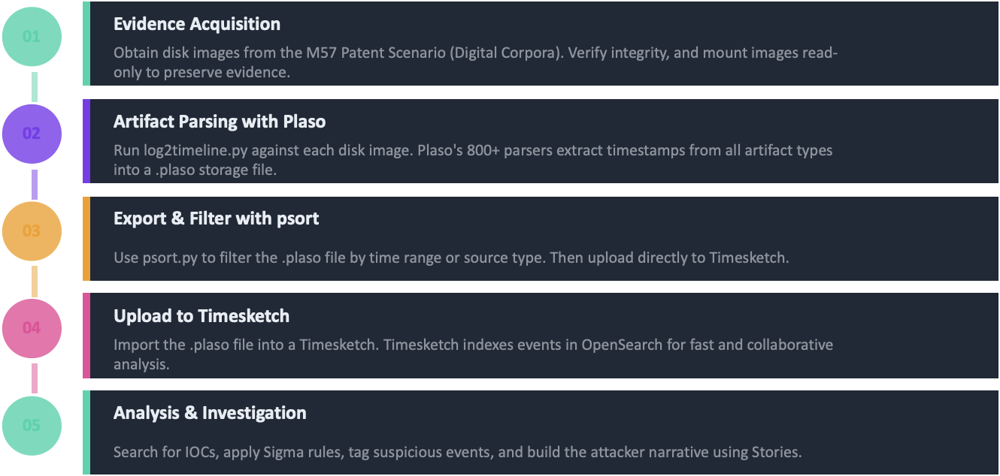 01
Evidence Acquisition
Obtain disk images from the M57 Patent Scenario (Digital Corpora). Verify integrity, and mount images read-
only to preserve evidence.
02
Artifact Parsing with Plaso
Run log2timeline.py against each disk image. Plaso's 800+ parsers extract timestamps from all artifact types
into a .plaso storage file.
03
Export & Filter with psort
Use psort.py to filter the .plaso file by time range or source type. Then upload directly to Timesketch.
04
Upload to Timesketch
Import the .plaso file into a Timesketch. Timesketch indexes events in OpenSearch for fast and collaborative
analysis.
05
Analysis & Investigation
Search for IOCs, apply Sigma rules, tag suspicious events, and build the attacker narrative using Stories.